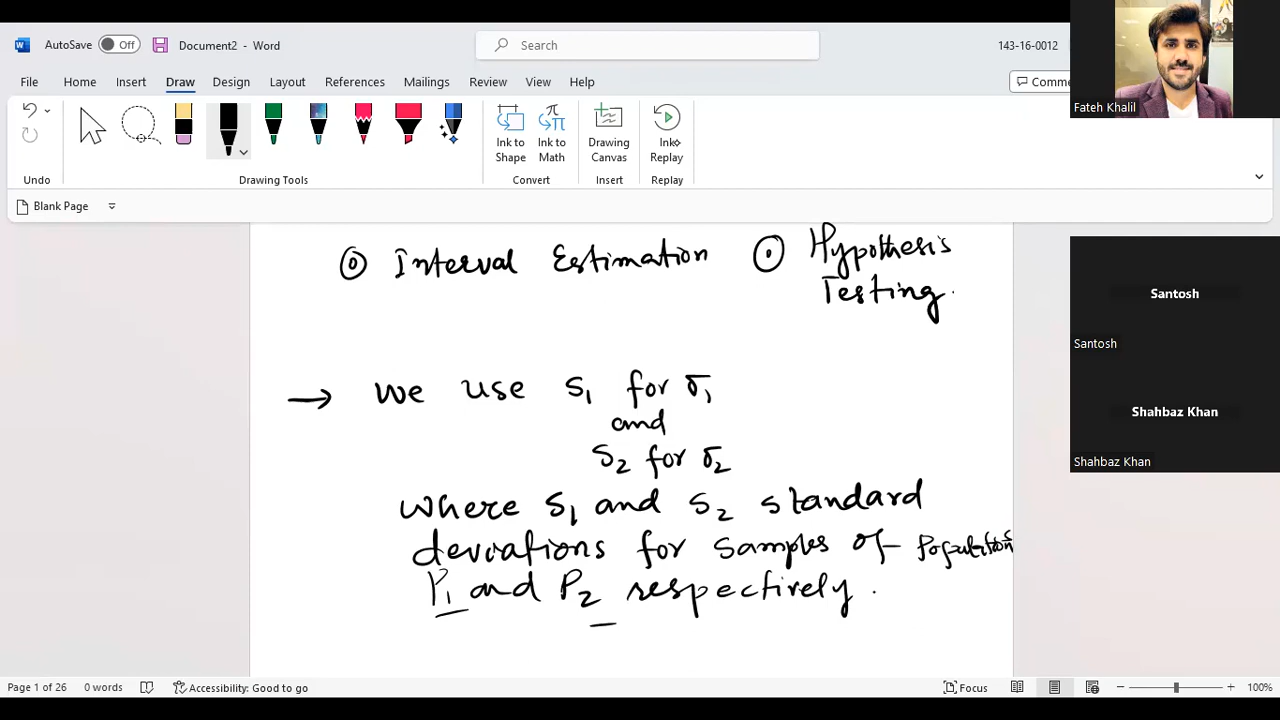 AutoSave Off Document2 - Word Search 143-16-0012
File Home Insert Draw Design Layout References Mailings Review View Help Comme
Undo Drawing Tools
Ink to Shape Ink to Math Convert
Drawing Canvas Insert
Ink Replay Replay
Blank Page
Fateh Khalil
Interval Estimation Hypothesis
Testing.
→ We use S₁ for σ₁
and
S₂ for σ₂
where S₁ and S₂ standard
deviations for samples of populations
P₁ and P₂ respectively.
Santosh
Santosh
Shahbaz Khan
Shahbaz Khan
Page 1 of 26 0 words Accessibility: Good to go Focus 100%